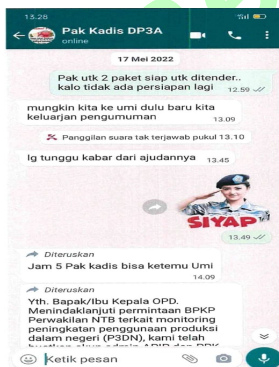 13.28
Pak Kadis DP3A
online
17 Mei 2022
Pak utk 2 paket siap utk ditender..
kalo tidak ada persiapan lagi
12.59
mungkin kita ke umi dulu baru kita
keluarjan pengumuman
13.09
Panggilan suara tak terjawab pukul 13.10
lg tunggu kabar dari ajudannya
13.45
SIYAP
13.49
Diteruskan
Jam 5 Pak kadis bisa ketemu Umi
14.09
Diteruskan
Yth. Bapak/Ibu Kepala OPD.
Menindaklanjuti permintaan BPKP
Perwakilan NTB terkait monitoring
peningkatan penggunaan produksi
dalam negeri (P3DN), kami telah
Ketik pesan